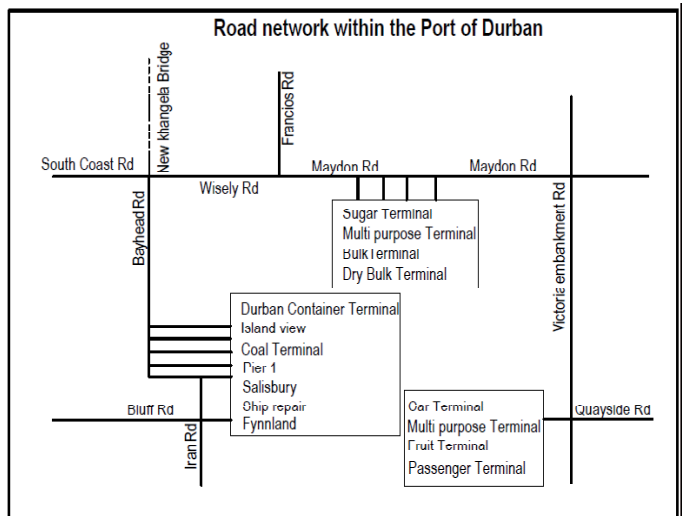 Road network within the Port of Durban
New khangela Bridge
Francios Rd
South Coast Rd
Maydon Rd
Maydon Rd
Wisely Rd
Bayhead Rd
Victoria embankment Rd
Sugar Terminal
Multi purpose Terminal
Bulk Terminal
Dry Bulk Terminal
Durban Container Terminal
Island view
Coal Terminal
Pier 1
Salisbury
Ship repair
Fynnland
Bluff Rd
Iran Rd
Car Terminal
Multi purpose Terminal
Fruit Terminal
Passenger Terminal
Quayside Rd